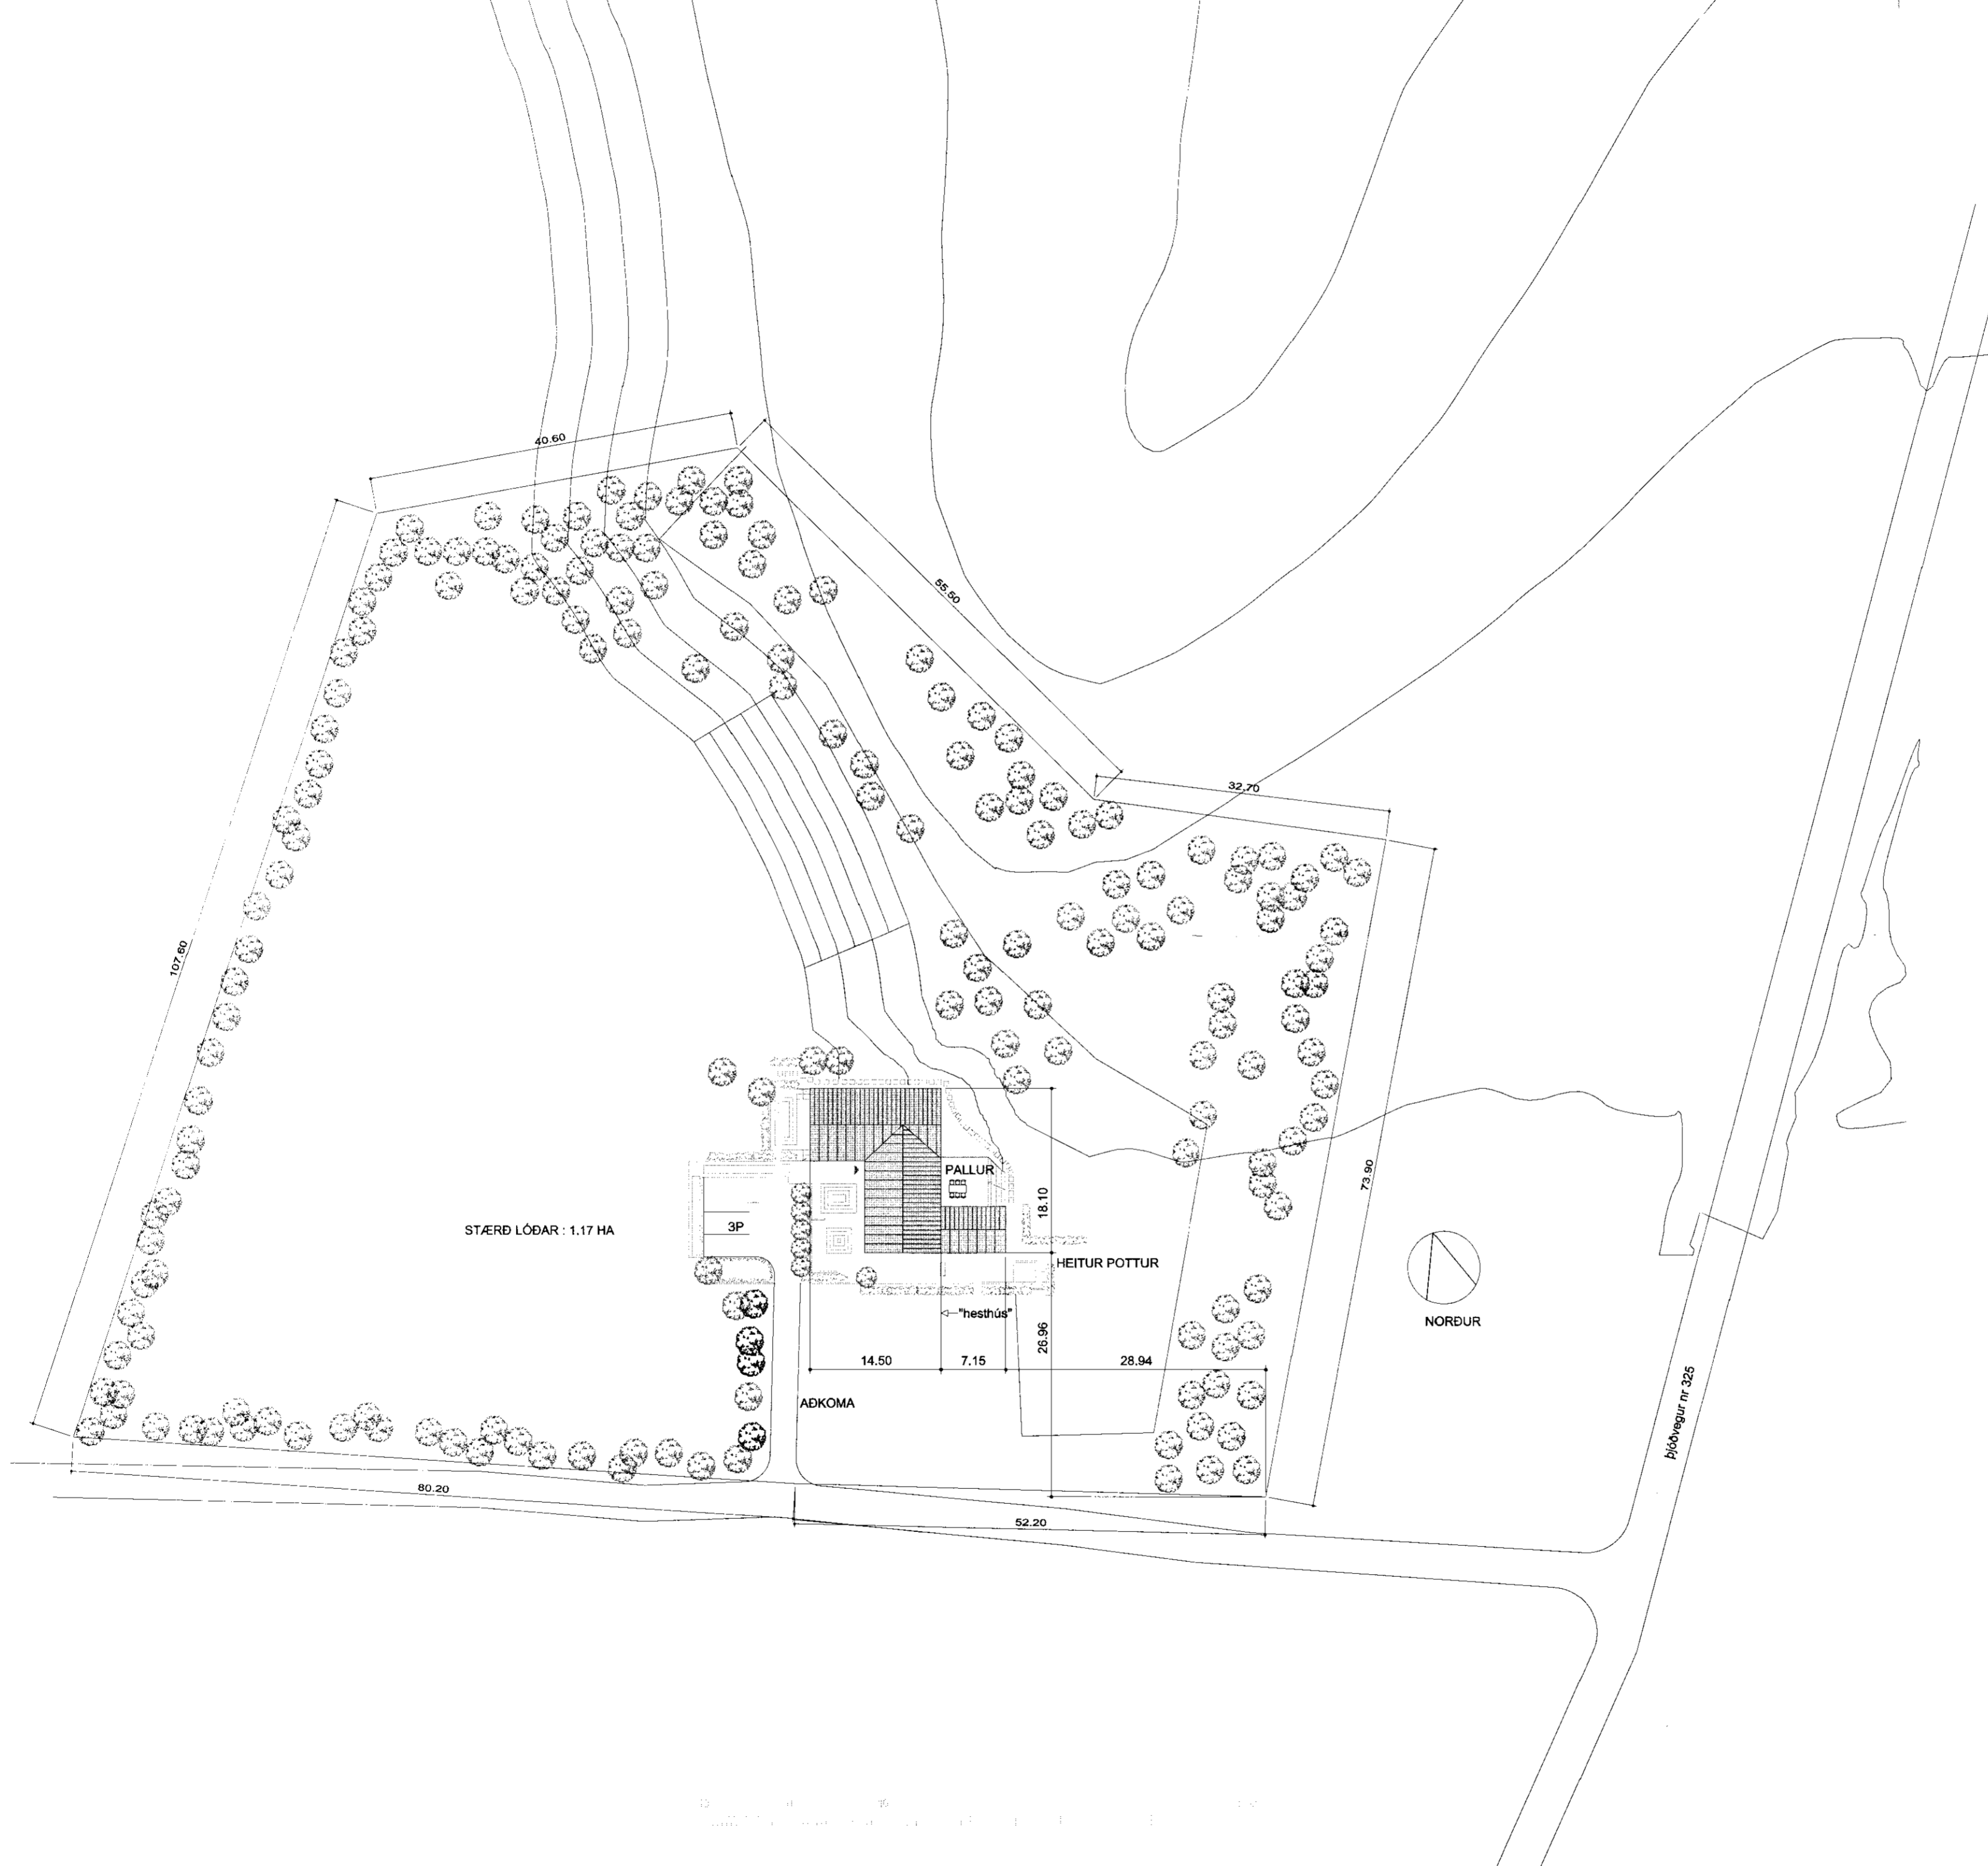 40.60
55.50
32.70
107.60
73.90
PALLUR
18.10
STÆRÐ LÓÐAR : 1.17 HA
3P
HEITUR POTTUR
"hesthús"
NORÐUR
26.96
14.50
7.15
28.94
AÐKOMA
þjóðvegur nr 325
80.20
52.20